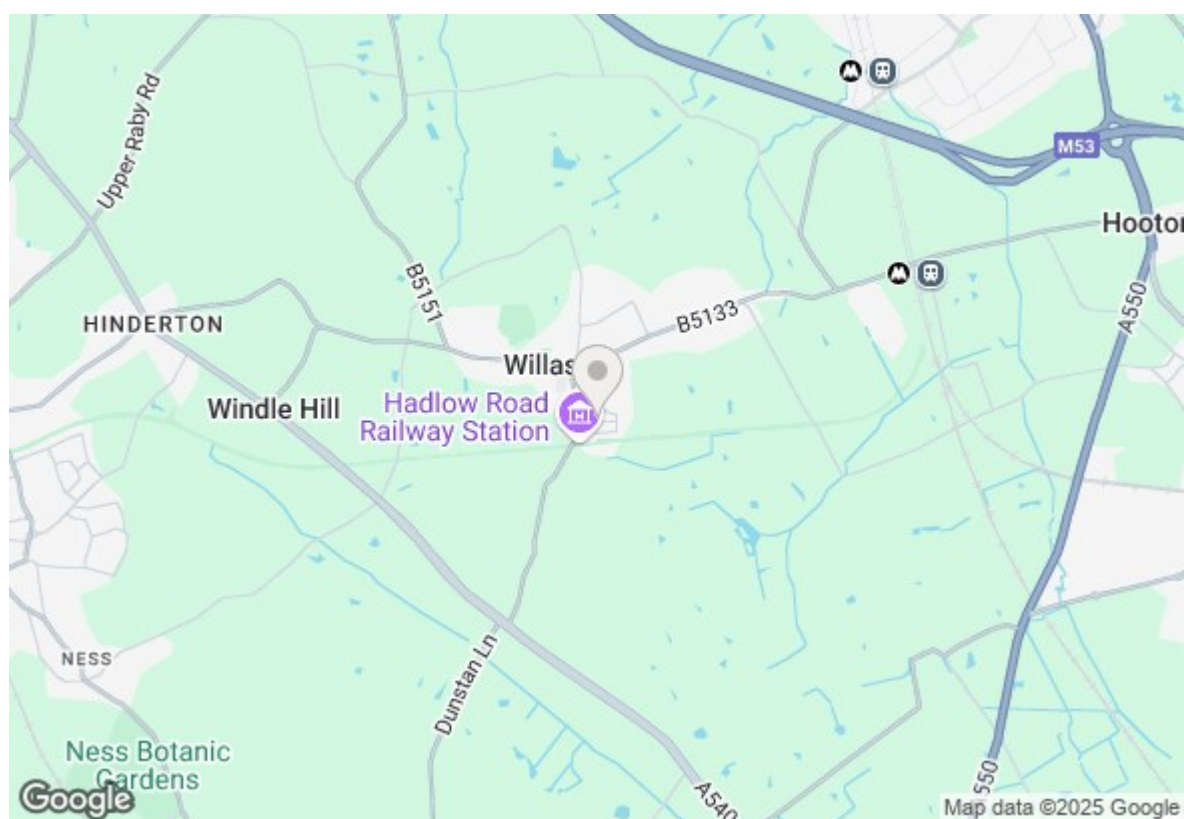 Upper Raby Rd
M53
Hooton
B5151
B5133
HINDERTON
A550
Willas
Windle Hill
Hadlow Road
Railway Station
NESS
Dunstan Ln
Ness Botanic
Gardens
A540
A550
Google
Map data ©2025 Google